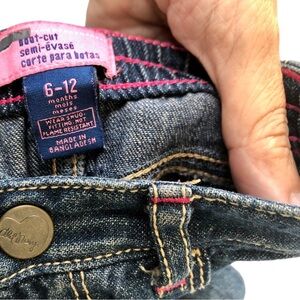 boot-cut
semi-évasé
corte para botas
6-12
months
mois
meses
WEAR SNUG-
FITTING, NOT
FLAME RESISTANT
MADE IN
BANGLADESH